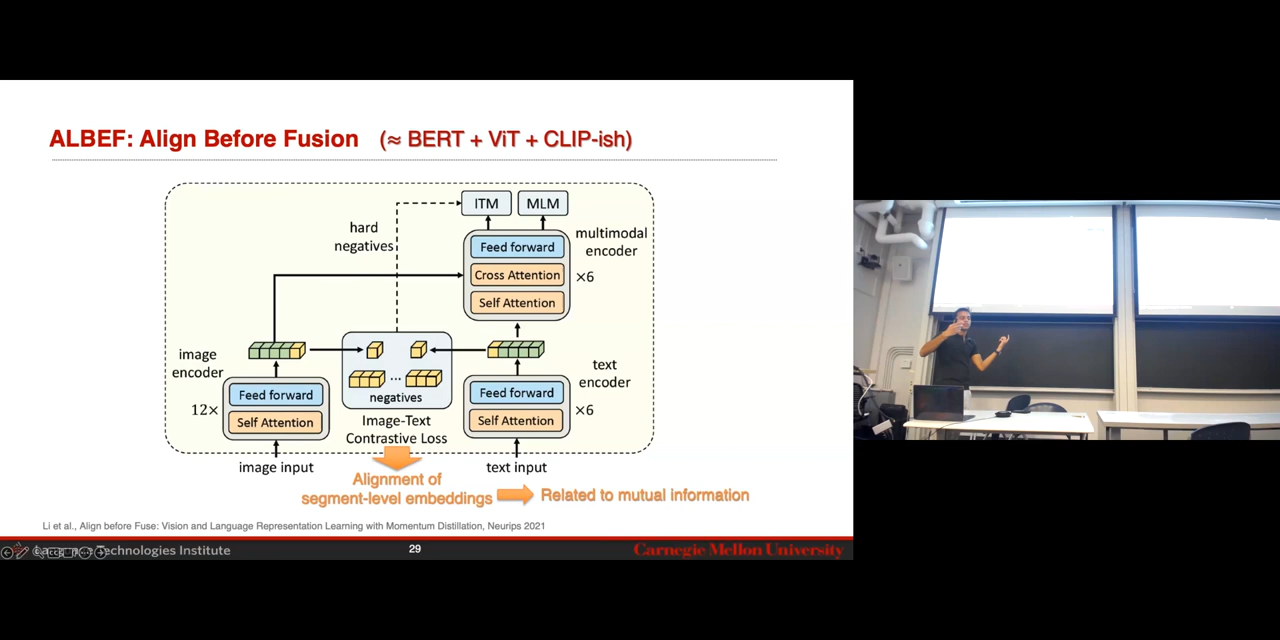 ALBEF: Align Before Fusion (≈ BERT + ViT + CLIP-ish)
ITM
MLM
hard
negatives
Feed forward
Cross Attention
Self Attention
multimodal
encoder
×6
image
encoder
12×
Feed forward
Self Attention
negatives
...
Image-Text
Contrastive Loss
text
encoder
Feed forward
Self Attention
×6
image input
text input
Alignment of
segment-level embeddings
Related to mutual information
Li et al., Align before Fuse: Vision and Language Representation Learning with Momentum Distillation, Neurips 2021
Technologies Institute
29
Carnegie Mellon University